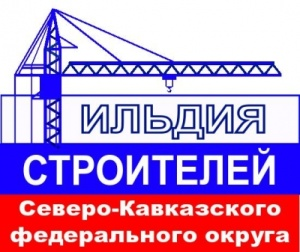 ИЛЬДИЯ
СТРОИТЕЛЕЙ
Северо-Кавказского
федерального округа